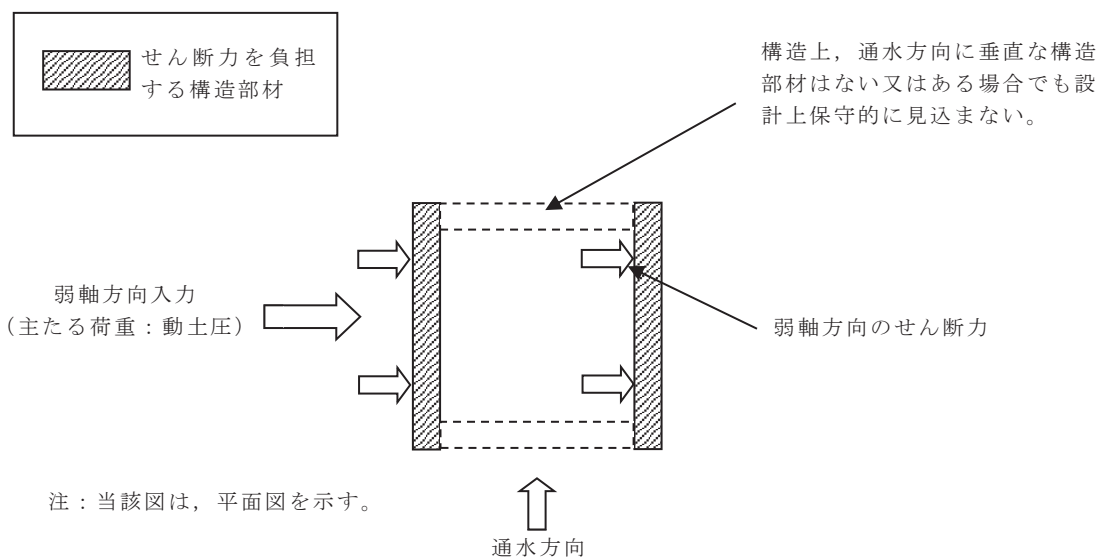 せん断力を負担
する構造部材
構造上，通水方向に垂直な構造
部材はない又はある場合でも設
計上保守的に見込まない。
弱軸方向入力
（主たる荷重：動土圧）
弱軸方向のせん断力
注：当該図は，平面図を示す。
通水方向